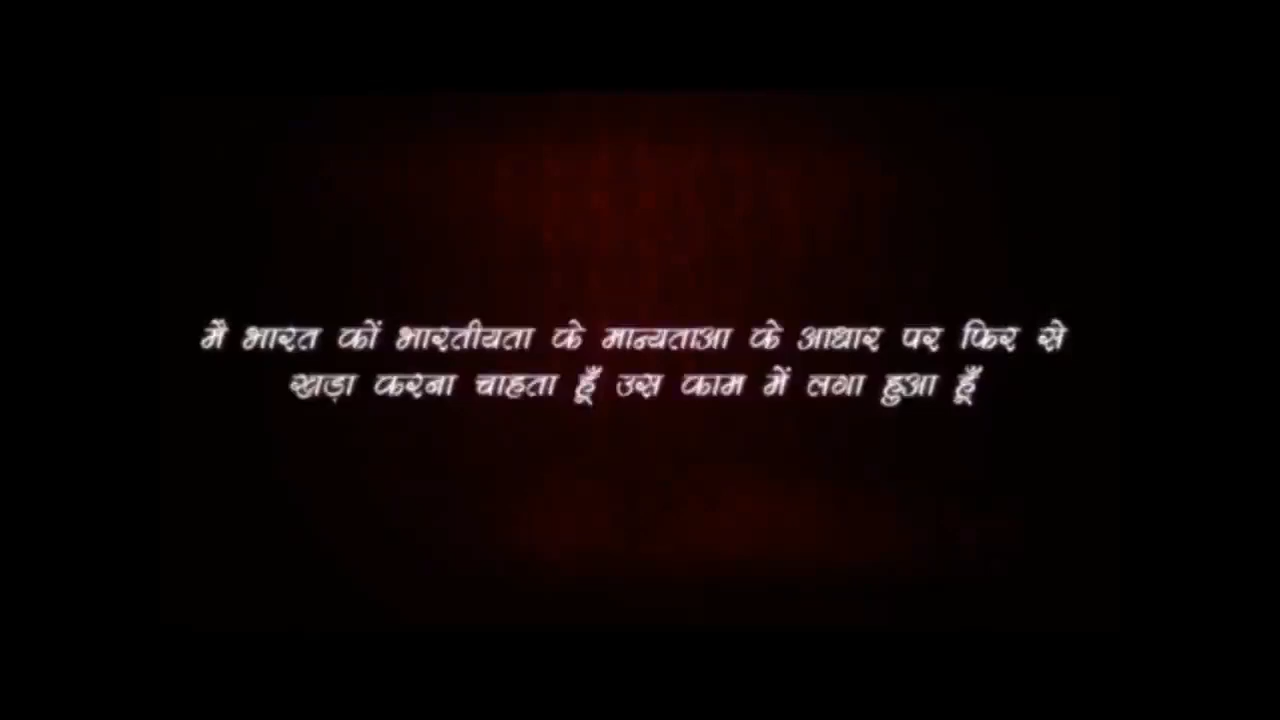 मै भारत कों भारतीयता के मान्यताआ के आधार पर फिर से
खड़ा करना चाहता हूँ उस काम में लगा हुआ हूँ